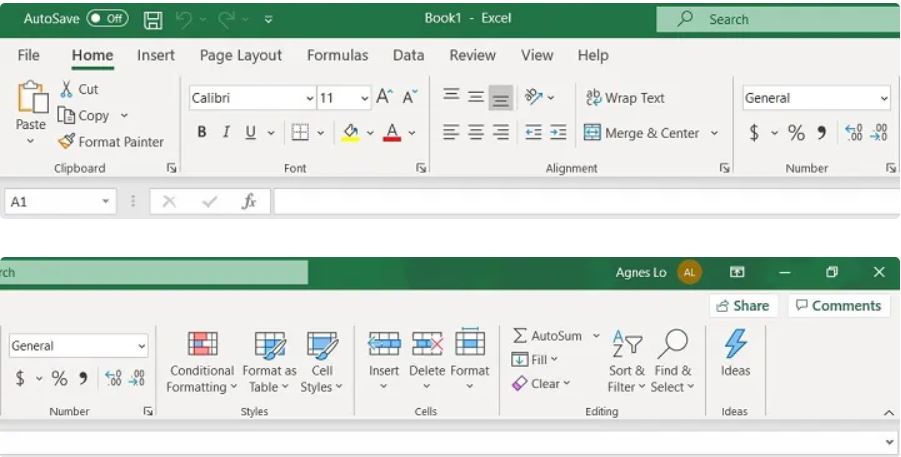 AutoSave Off Book1 - Excel Search
File Home Insert Page Layout Formulas Data Review View Help
Paste
Cut
Copy
Format Painter
Clipboard
Calibri 11
B I U A
Font
ab Wrap Text
Merge & Center
Alignment
General
$ % 9 .00
Number
A1 fx
rch Agnes Lo AL
Share Comments
General
$ % 9 .00
Number
Conditional Formatting
Format as Table
Cell Styles
Styles
Insert
Delete
Format
Cells
AutoSum
Fill
Clear
Sort & Filter
Find & Select
Editing
Ideas
Ideas